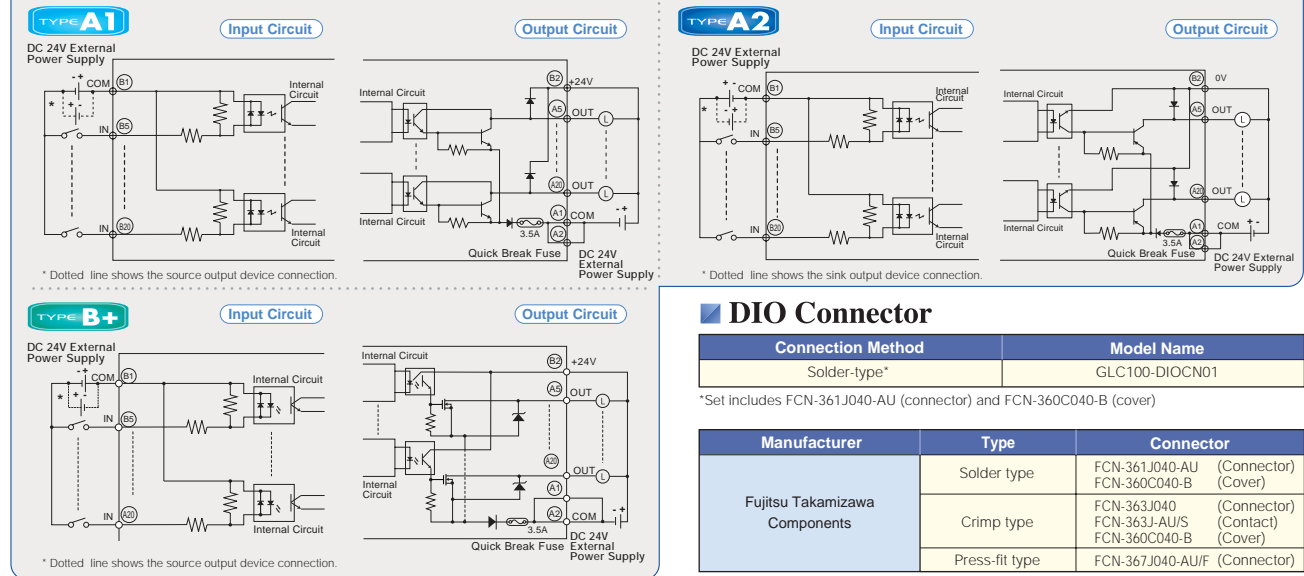 TYPE A1
Input Circuit
Output Circuit
DC 24V External
Power Supply
- +
COM
B1
*
+ -
IN
B5
IN
B20
Internal
Circuit
Internal
Circuit
Internal Circuit
Internal Circuit
B2
+24V
A5
OUT
L
A20
OUT
L
A1
COM
- +
A2
3.5A
Quick Break Fuse
DC 24V
External
Power Supply
* Dotted line shows the source output device connection.
TYPE A2
Input Circuit
Output Circuit
DC 24V External
Power Supply
+ -
COM
B1
*
- +
IN
B5
IN
B20
Internal
Circuit
Internal
Circuit
Internal Circuit
Internal Circuit
B2
0V
A5
OUT
L
A20
OUT
L
A1
COM
+ -
A2
3.5A
Quick Break Fuse
DC 24V External
Power Supply
* Dotted line shows the sink output device connection.
TYPE B+
Input Circuit
Output Circuit
DC 24V External
Power Supply
- +
COM
B1
*
+ -
IN
B5
IN
A20
Internal Circuit
Internal Circuit
Internal Circuit
Internal
Circuit
B2
+24V
A5
OUT
L
A20
OUT
L
A1
A2
COM
- +
3.5A
Quick Break Fuse
DC 24V
External
Power Supply
* Dotted line shows the source output device connection.
DIO Connector
Connection Method Model Name
Solder-type* GLC100-DIOCN01
*Set includes FCN-361J040-AU (connector) and FCN-360C040-B (cover)
Manufacturer Type Connector
Fujitsu Takamizawa
Components
Solder type
FCN-361J040-AU (Connector)
FCN-360C040-B (Cover)
Crimp type
FCN-363J040 (Connector)
FCN-363J-AU/S (Contact)
FCN-360C040-B (Cover)
Press-fit type FCN-367J040-AU/F (Connector)